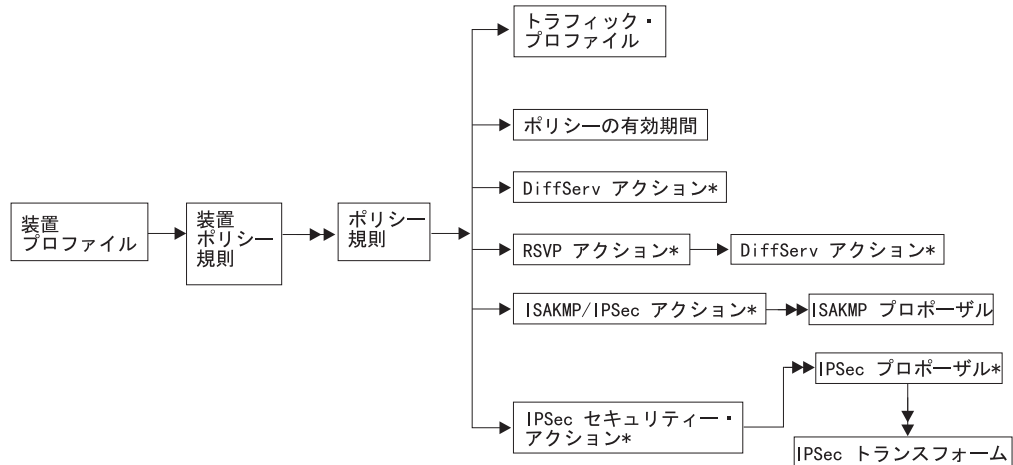 トラフィック・
プロファイル
ポリシーの有効期間
DiffServ アクション*
装置
プロファイル
装置
ポリシー
規則
ポリシー
規則
RSVP アクション*
DiffServ アクション*
ISAKMP/IPSec アクション*
ISAKMP プロポーザル
IPSec プロポーザル*
IPSec セキュリティー・
アクション*
IPSec トランスフォーム